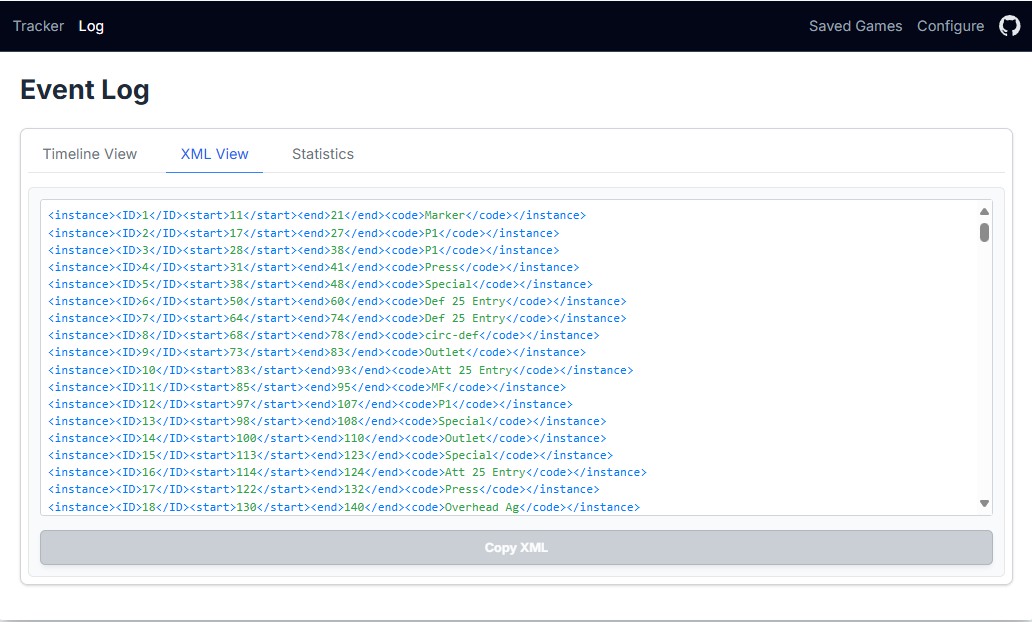 Tracker Log Saved Games Configure
Event Log
Timeline View XML View Statistics
<instance><ID>1</ID><start>11</start><end>21</end><code>Marker</code></instance>
<instance><ID>2</ID><start>17</start><end>27</end><code>P1</code></instance>
<instance><ID>3</ID><start>28</start><end>38</end><code>P1</code></instance>
<instance><ID>4</ID><start>31</start><end>41</end><code>Press</code></instance>
<instance><ID>5</ID><start>38</start><end>48</end><code>Special</code></instance>
<instance><ID>6</ID><start>50</start><end>60</end><code>Def 25 Entry</code></instance>
<instance><ID>7</ID><start>64</start><end>74</end><code>Def 25 Entry</code></instance>
<instance><ID>8</ID><start>68</start><end>78</end><code>circ-def</code></instance>
<instance><ID>9</ID><start>73</start><end>83</end><code>Outlet</code></instance>
<instance><ID>10</ID><start>83</start><end>93</end><code>Att 25 Entry</code></instance>
<instance><ID>11</ID><start>85</start><end>95</end><code>MF</code></instance>
<instance><ID>12</ID><start>97</start><end>107</end><code>P1</code></instance>
<instance><ID>13</ID><start>98</start><end>108</end><code>Special</code></instance>
<instance><ID>14</ID><start>100</start><end>110</end><code>Outlet</code></instance>
<instance><ID>15</ID><start>113</start><end>123</end><code>Special</code></instance>
<instance><ID>16</ID><start>114</start><end>124</end><code>Att 25 Entry</code></instance>
<instance><ID>17</ID><start>122</start><end>132</end><code>Press</code></instance>
<instance><ID>18</ID><start>130</start><end>140</end><code>Overhead Ag</code></instance>
Copy XML